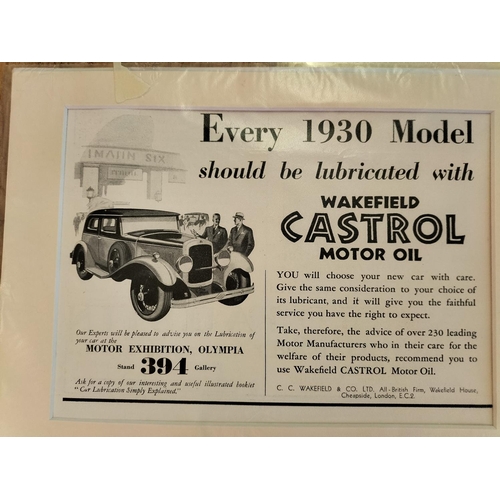 Every 1930 Model
should be lubricated with
WAKEFIELD
CASTROL
MOTOR OIL
YOU will choose your new car with care.
Give the same consideration to your choice of
its lubricant, and it will give you the faithful
service you have the right to expect.
Take, therefore, the advice of over 230 leading
Motor Manufacturers who in their care for the
welfare of their products, recommend you to
use Wakefield CASTROL Motor Oil.
C. C. WAKEFIELD & CO. LTD. All-British Firm, Wakefield House,
Cheapside, London, E.C.2.
Our Experts will be pleased to advise you on the Lubrication of
your car at the
MOTOR EXHIBITION, OLYMPIA
Stand 394 Gallery
Ask for a copy of our interesting and useful illustrated booklet
"Car Lubrication Simply Explained."